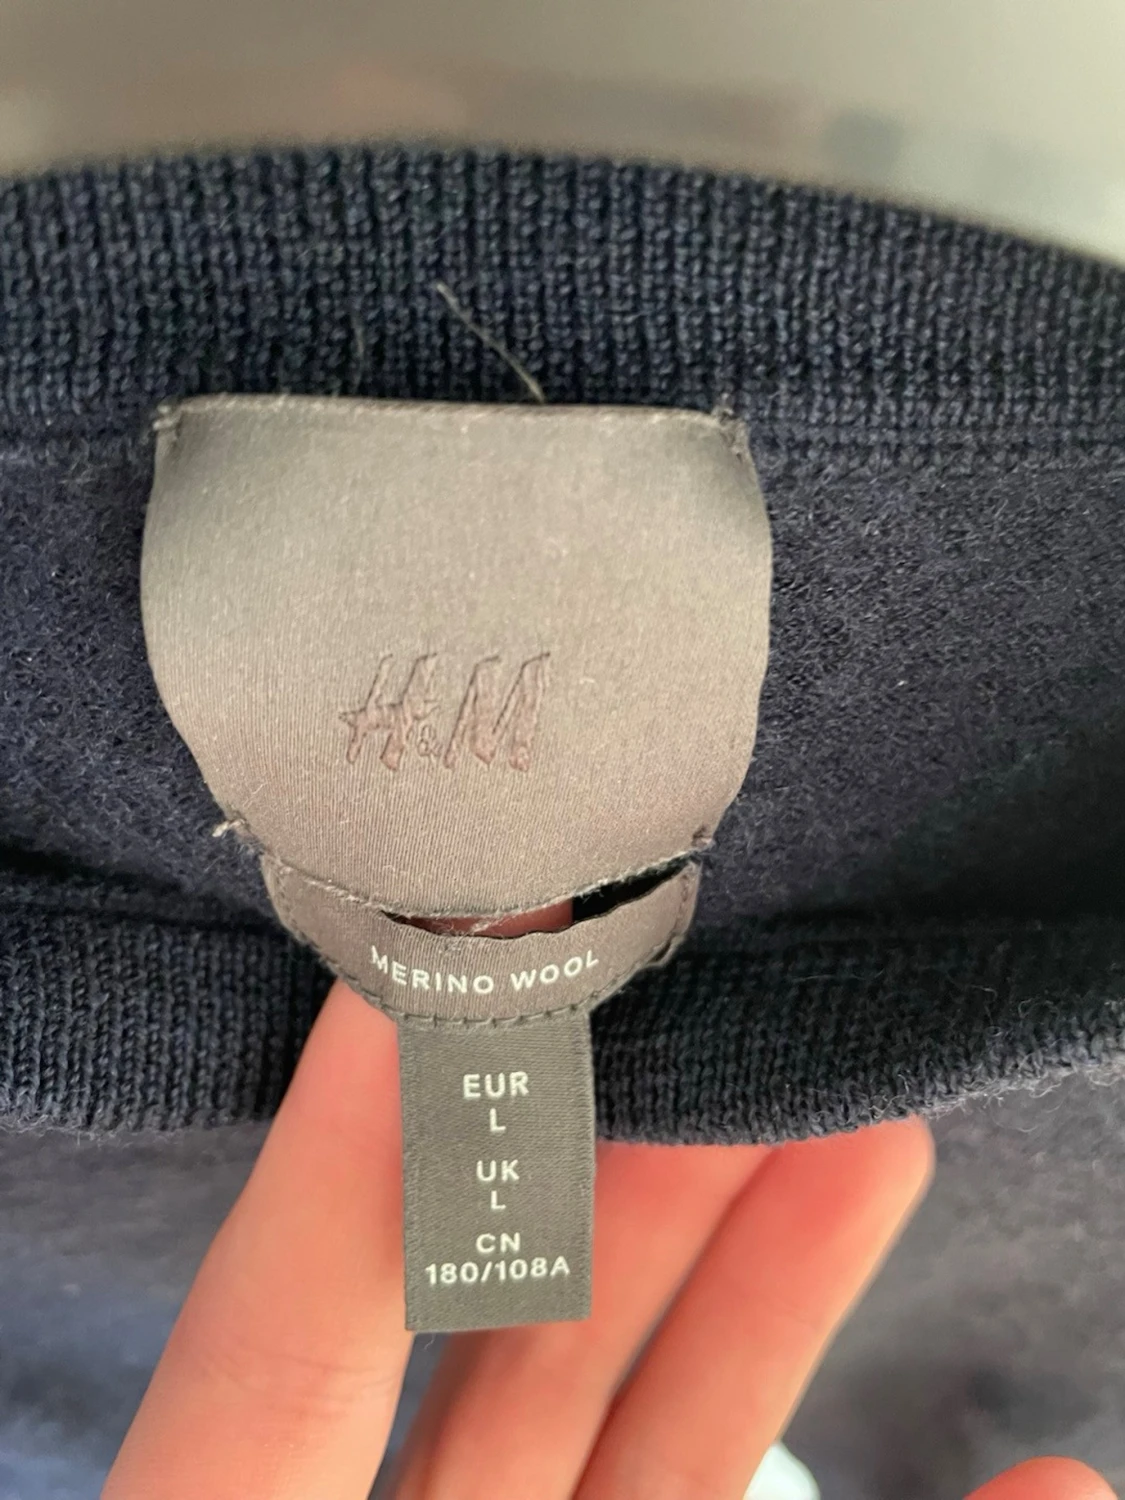 H&M
MERINO WOOL
EUR
L
UK
L
CN
180/108A